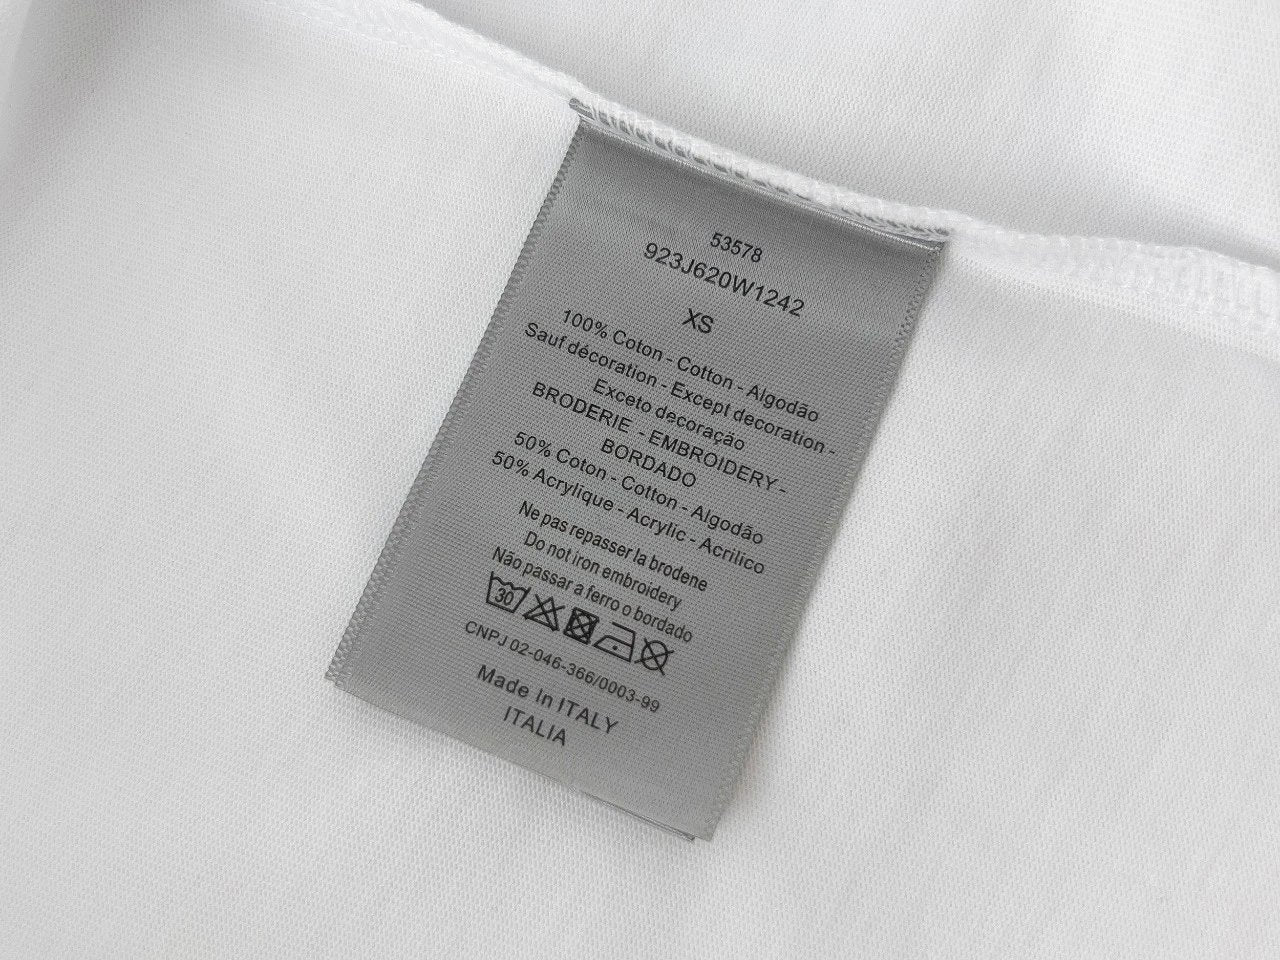 53578
923J620W1242
XS
100% Coton - Cotton - Algodão
Sauf décoration - Except decoration -
Exceto decoração
BRODERIE - EMBROIDERY -
BORDADO
50% Coton - Cotton - Algodão
50% Acrylique - Acrylic - Acrilico
Ne pas repasser la brodene
Do not iron embroidery
Não passar a ferro o bordado
30
CNPJ 02-046-366/0003-99
Made In ITALY
ITALIA